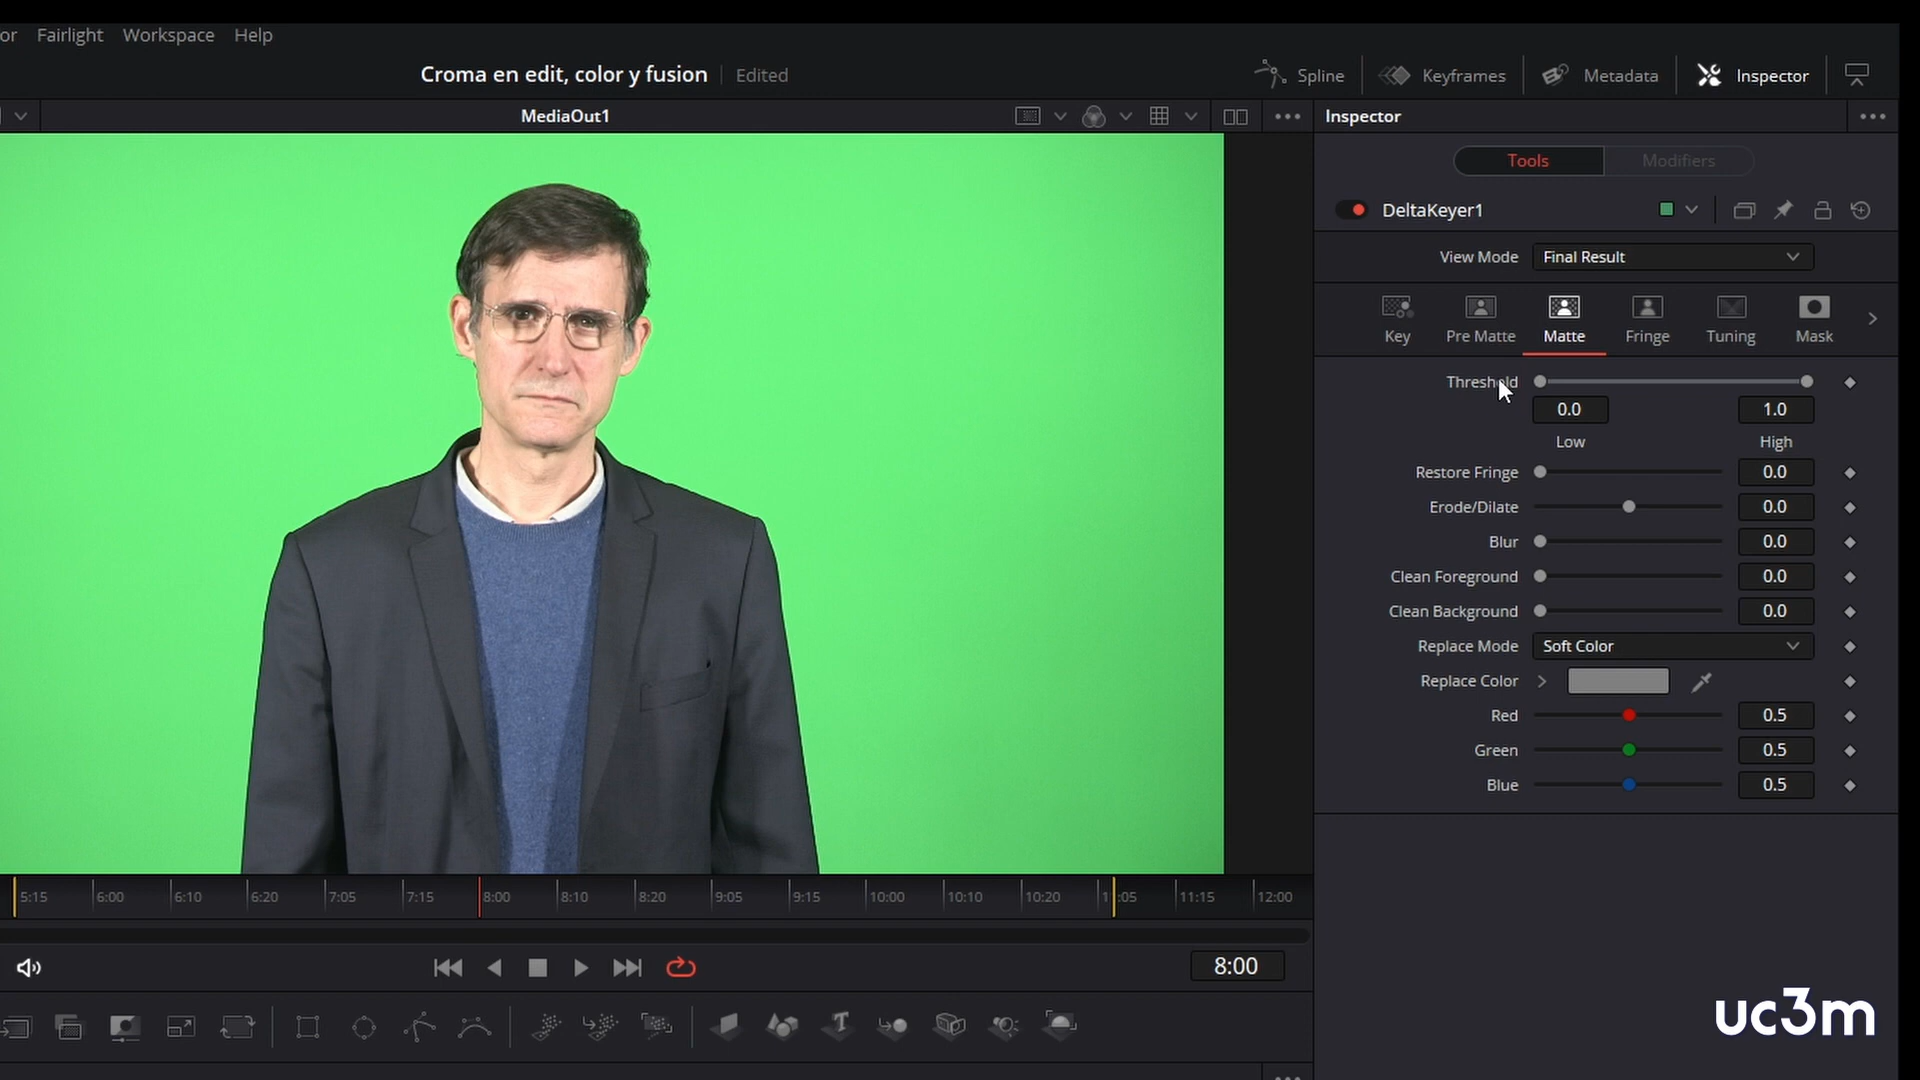 or Fairlight Workspace Help
Croma en edit, color y fusion Edited
Spline Keyframes Metadata Inspector
MediaOut1
Inspector
Tools Modifiers
DeltaKeyer1
View Mode Final Result
Key Pre Matte Matte Fringe Tuning Mask
Threshold
0.0 1.0
Low High
Restore Fringe 0.0
Erode/Dilate 0.0
Blur 0.0
Clean Foreground 0.0
Clean Background 0.0
Replace Mode Soft Color
Replace Color
Red 0.5
Green 0.5
Blue 0.5
5:15 6:00 6:10 6:20 7:05 7:15 8:00 8:10 8:20 9:05 9:15 10:00 10:10 10:20 1:05 11:15 12:00
8:00
uc3m